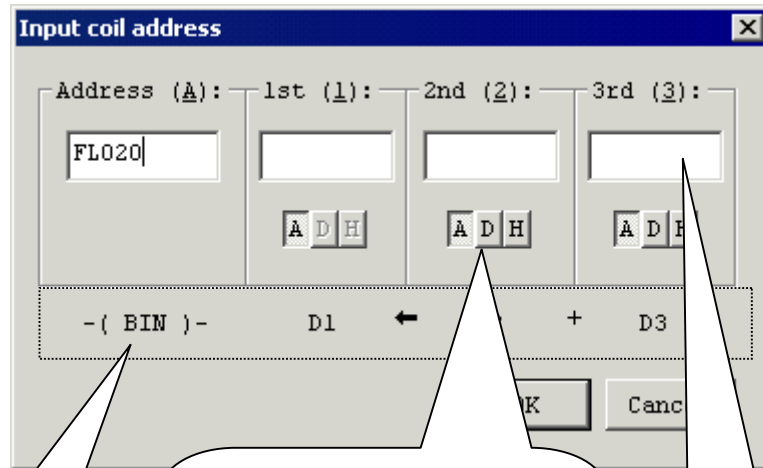 Input coil address
Address (A): 1st (1): 2nd (2): 3rd (3):
FL020
A D H A D H A D
-( BIN )- D1 ← + D3
K Canc